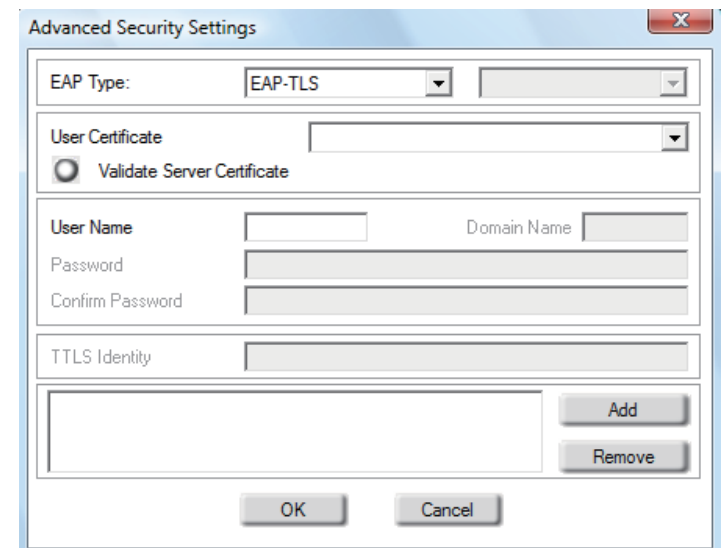 Advanced Security Settings
EAP Type: EAP-TLS
User Certificate
Validate Server Certificate
User Name Domain Name
Password
Confirm Password
TTLS Identity
Add
Remove
OK Cancel